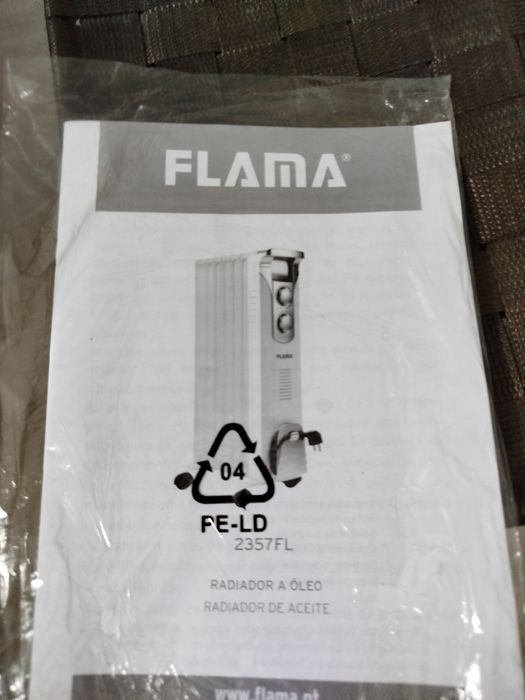 FLAMA®
FLAMA
04
PE-LD
2357FL
RADIADOR A ÓLEO
RADIADOR DE ACEITE
www.flama.pt